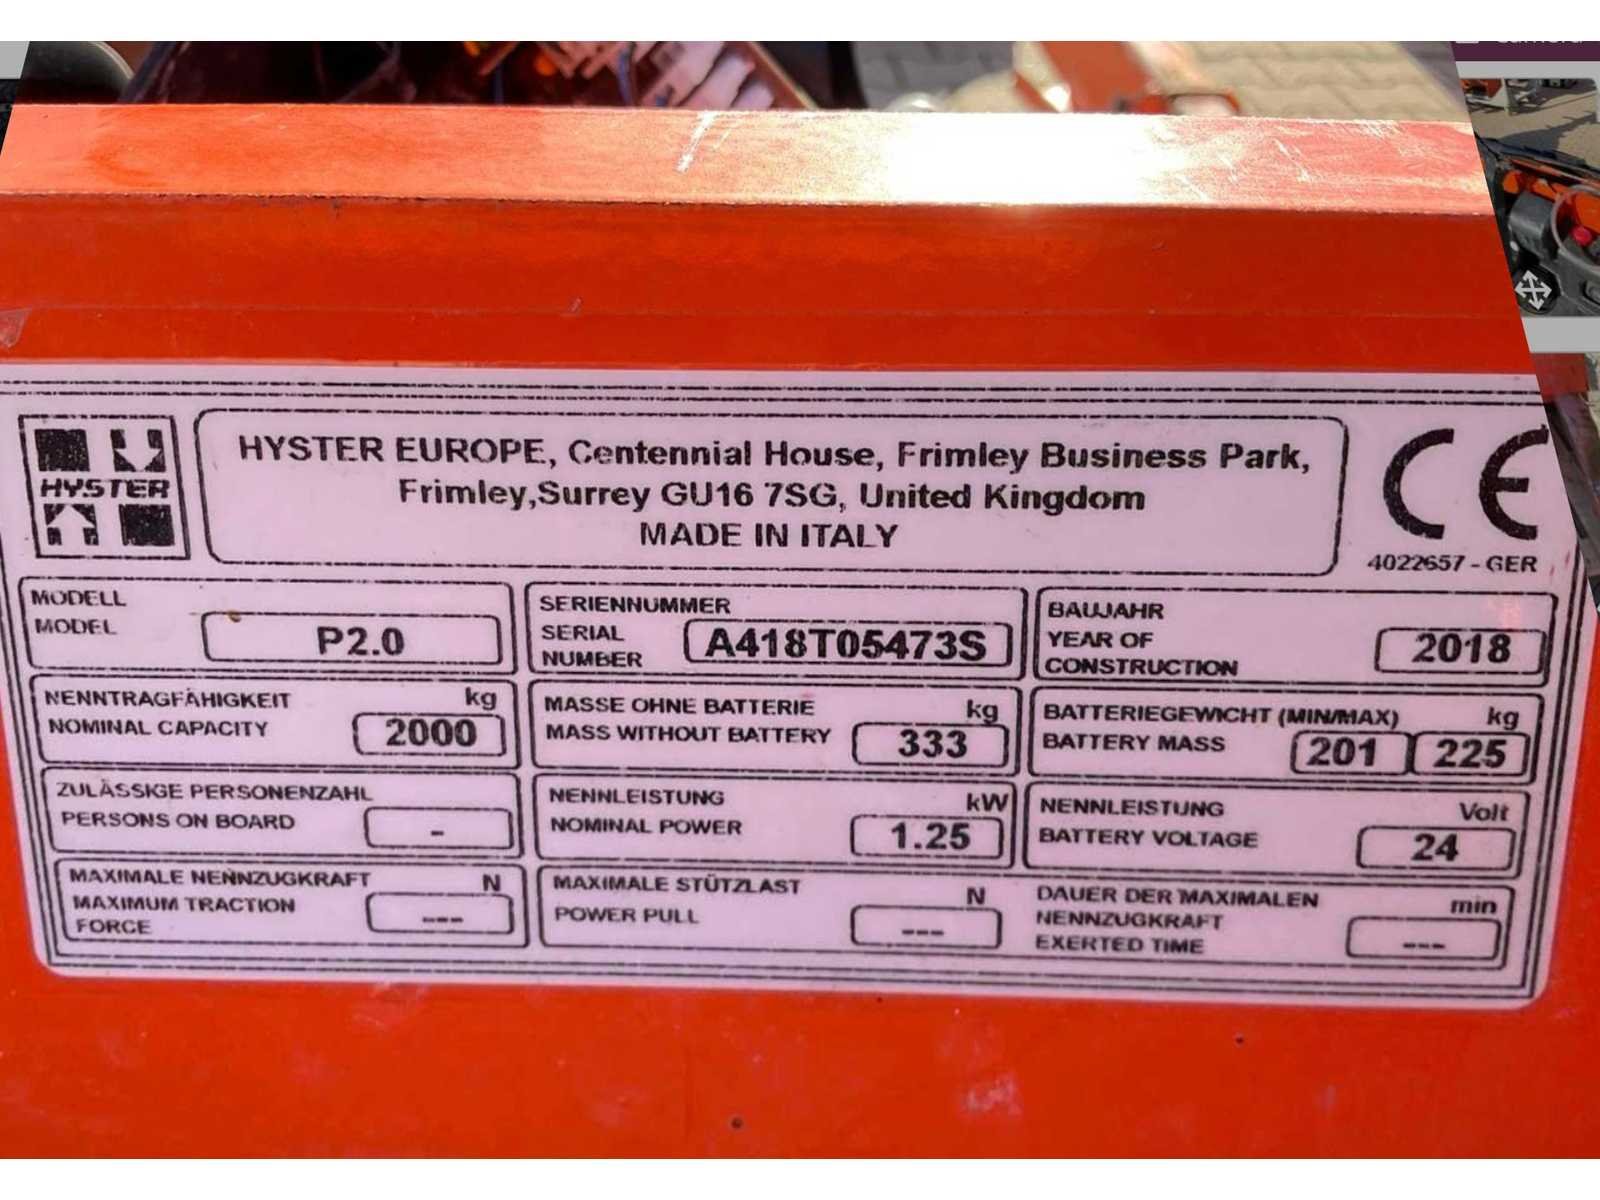 HYSTER
HYSTER EUROPE, Centennial House, Frimley Business Park,
Frimley,Surrey GU16 7SG, United Kingdom
MADE IN ITALY
CE
4022657 - GER
MODELL
MODEL
P2.0
SERIENNUMMER
SERIAL
NUMBER
A418T05473S
BAUJAHR
YEAR OF
CONSTRUCTION
2018
NENNTRAGFÄHIGKEIT kg
NOMINAL CAPACITY 2000
MASSE OHNE BATTERIE kg
MASS WITHOUT BATTERY 333
BATTERIEGEWICHT (MIN/MAX) kg
BATTERY MASS 201 225
ZULÄSSIGE PERSONENZAHL
PERSONS ON BOARD -
NENNLEISTUNG kW
NOMINAL POWER 1.25
NENNLEISTUNG Volt
BATTERY VOLTAGE 24
MAXIMALE NENNZUGKRAFT N
MAXIMUM TRACTION ---
FORCE
MAXIMALE STÜTZLAST N
POWER PULL ---
DAUER DER MAXIMALEN min
NENNZUGKRAFT ---
EXERTED TIME